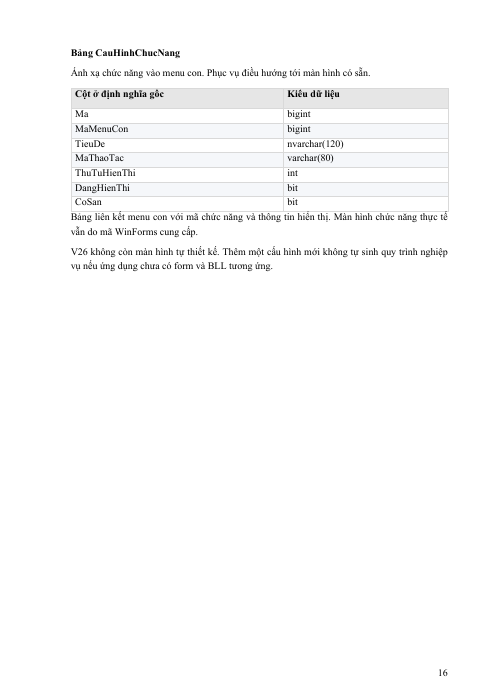 Bảng CauHinhChucNang
Ánh xạ chức năng vào menu con. Phục vụ điều hướng tới màn hình có sẵn.
Cột ở định nghĩa gốc Kiểu dữ liệu
Ma bigint
MaMenuCon bigint
TieuDe nvarchar(120)
MaThaoTac varchar(80)
ThuTuHienThi int
DangHienThi bit
CoSan bit
Bảng liên kết menu con với mã chức năng và thông tin hiển thị. Màn hình chức năng thực tế
vẫn do mã WinForms cung cấp.
V26 không còn màn hình tự thiết kế. Thêm một cấu hình mới không tự sinh quy trình nghiệp
vụ nếu ứng dụng chưa có form và BLL tương ứng.
16